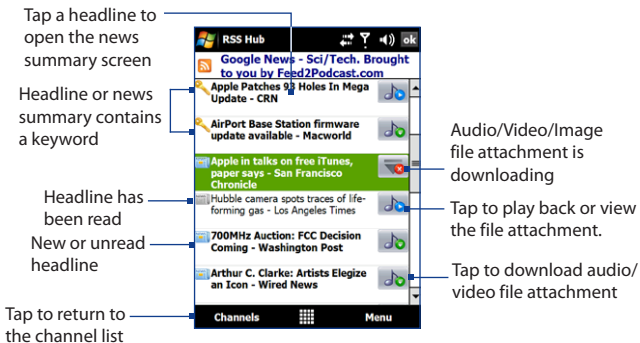 Tap a headline to
open the news
summary screen
Headline or news
summary contains
a keyword
Headline has
been read
New or unread
headline
Tap to return to
the channel list
RSS Hub
ok
Google News - Sci/Tech. Brought
to you by Feed2Podcast.com
Apple Patches 93 Holes In Mega
Update - CRN
AirPort Base Station firmware
update available - Macworld
Apple in talks on free iTunes,
paper says - San Francisco
Chronicle
Hubble camera spots traces of life-
forming gas - Los Angeles Times
700MHz Auction: FCC Decision
Coming - Washington Post
Arthur C. Clarke: Artists Elegize
an Icon - Wired News
Channels
Menu
Audio/Video/Image
file attachment is
downloading
Tap to play back or view
the file attachment.
Tap to download audio/
video file attachment